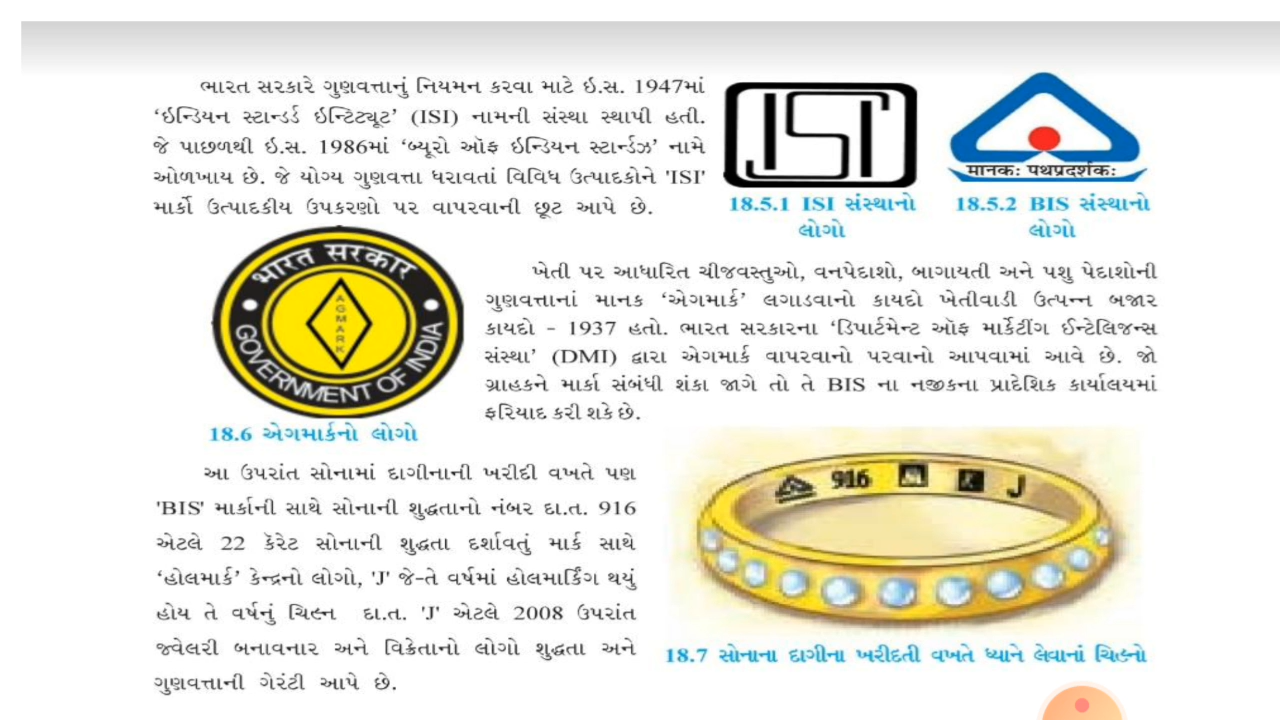 ભારત સરકારે ગુણવત્તાનું નિયમન કરવા માટે ઇ.સ. 1947માં
‘ઇન્ડિયન સ્ટાન્ડર્ડ ઇન્ટિટ્યૂટ’ (ISI) નામની સંસ્થા સ્થાપી હતી.
જે પાછળથી ઇ.સ. 1986માં ‘બ્યૂરો ઑફ ઇન્ડિયન સ્ટાર્ન્ડઝ’ નામે
ઓળખાય છે. જે યોગ્ય ગુણવત્તા ધરાવતાં વિવિધ ઉત્પાદકોને 'ISI'
માર્કો ઉત્પાદકીય ઉપકરણો પર વાપરવાની છૂટ આપે છે.
ISI
18.5.1 ISI સંસ્થાનો
લોગો
मानकः पथप्रदर्शकः
18.5.2 BIS સંસ્થાનો
લોગો
भारत सरकार
AGMARK
GOVERNMENT OF INDIA
18.6 એગમાર્કનો લોગો
ખેતી પર આધારિત ચીજવસ્તુઓ, વનપેદાશો, બાગાયતી અને પશુ પેદાશોની
ગુણવત્તાનાં માનક ‘એગમાર્ક’ લગાડવાનો કાયદો ખેતીવાડી ઉત્પન્ન બજાર
કાયદો - 1937 હતો. ભારત સરકારના ‘ડિપાર્ટમેન્ટ ઑફ માર્કેટીંગ ઈન્ટેલિજન્સ
સંસ્થા’ (DMI) દ્વારા એગમાર્ક વાપરવાનો પરવાનો આપવામાં આવે છે. જો
ગ્રાહકને માર્કા સંબંધી શંકા જાગે તો તે BIS ના નજીકના પ્રાદેશિક કાર્યાલયમાં
ફરિયાદ કરી શકે છે.
આ ઉપરાંત સોનામાં દાગીનાની ખરીદી વખતે પણ
'BIS' માર્કાની સાથે સોનાની શુદ્ધતાનો નંબર દા.ત. 916
એટલે 22 કૅરેટ સોનાની શુદ્ધતા દર્શાવતું માર્ક સાથે
‘હોલમાર્ક’ કેન્દ્રનો લોગો, 'J' જે-તે વર્ષમાં હોલમાર્કિંગ થયું
હોય તે વર્ષનું ચિહ્ન દા.ત. 'J' એટલે 2008 ઉપરાંત
જ્વેલરી બનાવનાર અને વિક્રેતાનો લોગો શુદ્ધતા અને
ગુણવત્તાની ગેરંટી આપે છે.
916 J
18.7 સોનાના દાગીના ખરીદતી વખતે ધ્યાને લેવાનાં ચિહ્નો